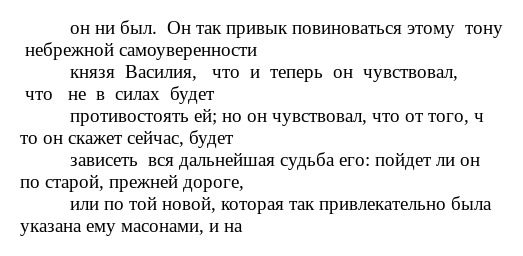 он ни был. Он так привык повиноваться этому тону
небрежной самоуверенности
князя Василия, что и теперь он чувствовал,
что не в силах будет
противостоять ей; но он чувствовал, что от того, ч
то он скажет сейчас, будет
зависеть вся дальнейшая судьба его: пойдет ли он
по старой, прежней дороге,
или по той новой, которая так привлекательно была
указана ему масонами, и на